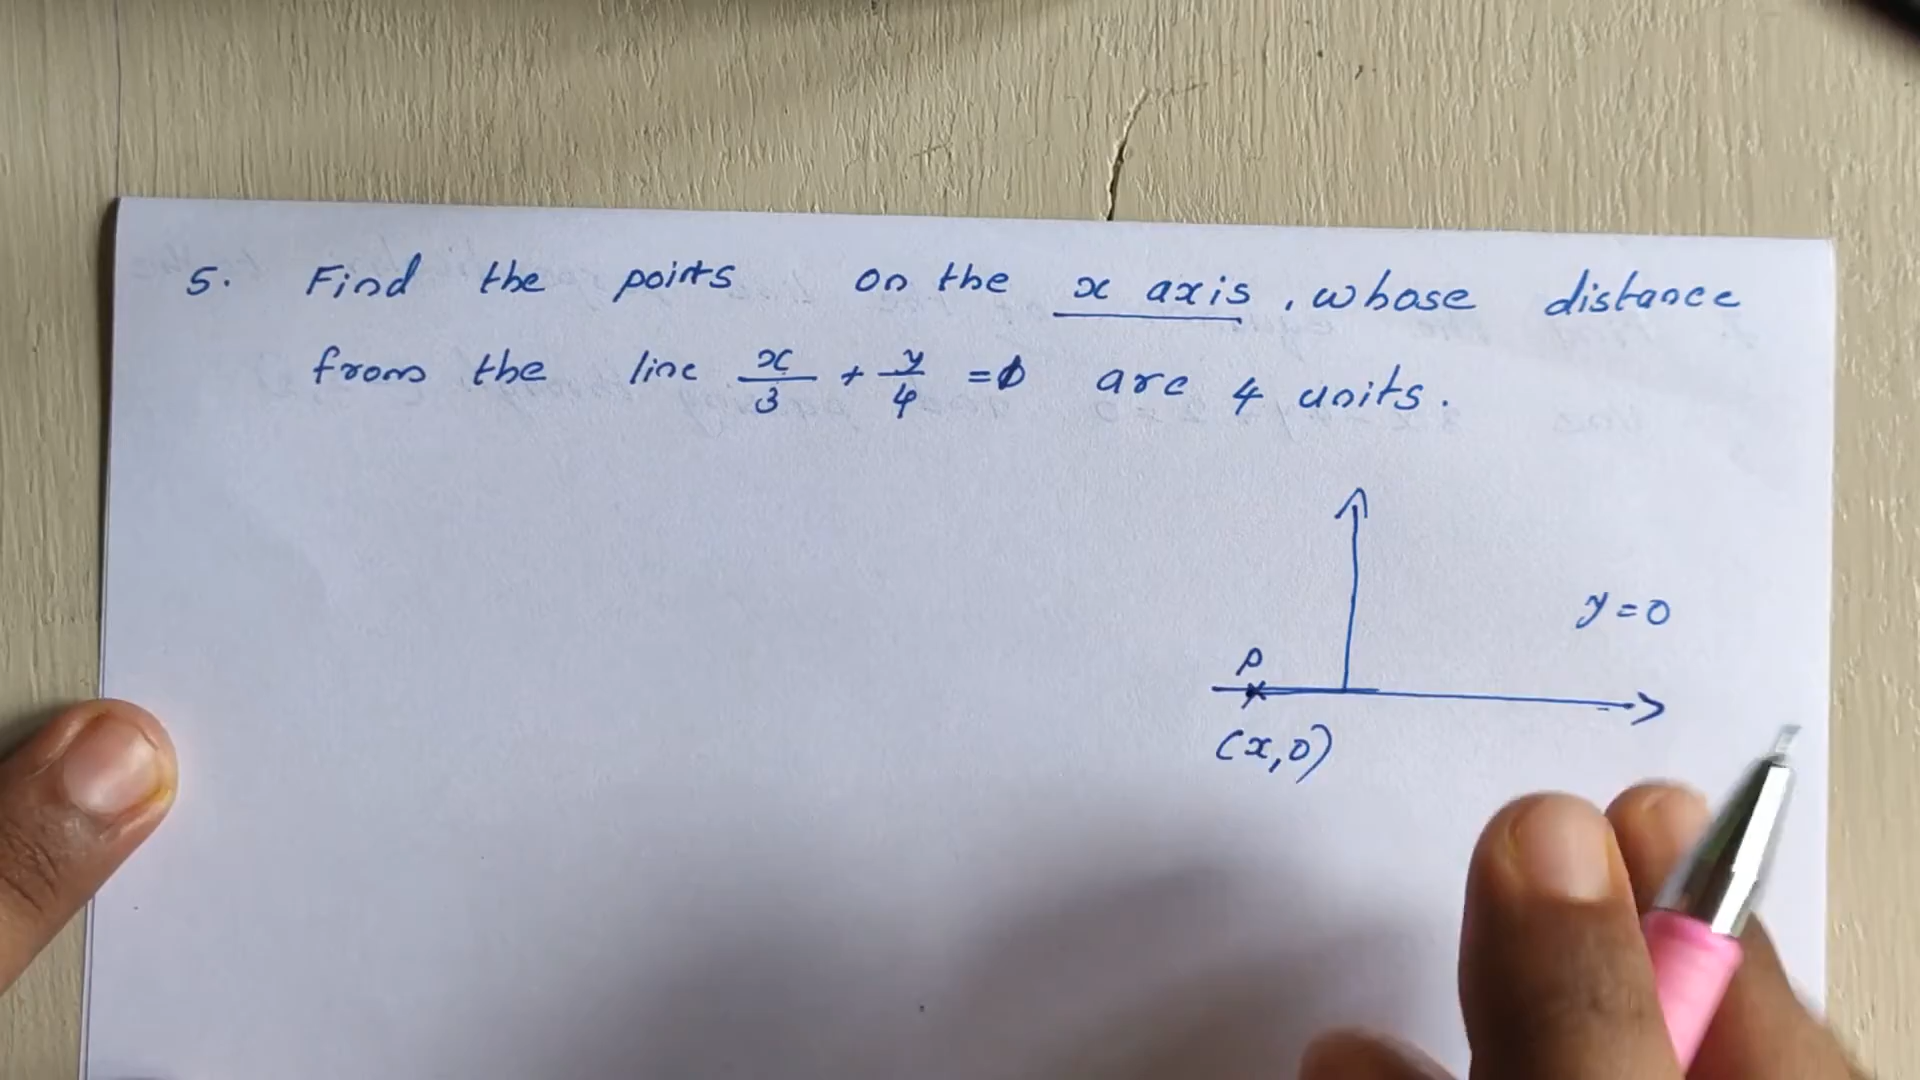 5. Find the points on the x axis, whose distance
from the line x/3 + y/4 = 1 are 4 units.
y = 0
P
(x, 0)